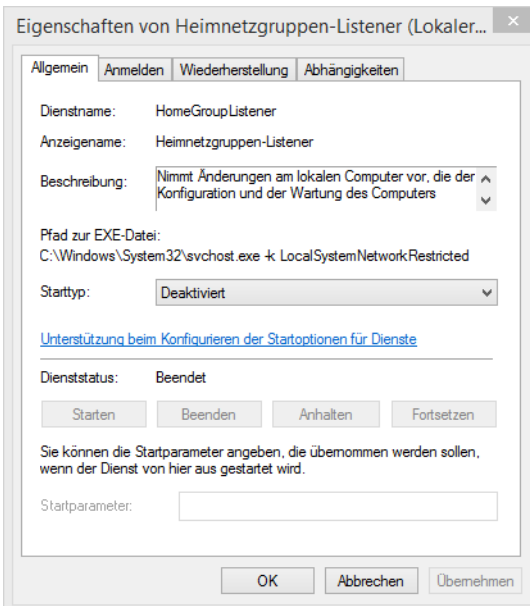 Eigenschaften von Heimnetzgruppen-Listener (Lokaler...
Allgemein Anmelden Wiederherstellung Abhängigkeiten
Dienstname: HomeGroupListener
Anzeigename: Heimnetzgruppen-Listener
Beschreibung: Nimmt Änderungen am lokalen Computer vor, die der
Konfiguration und der Wartung des Computers
Pfad zur EXE-Datei:
C:\Windows\System32\svchost.exe -k LocalSystemNetworkRestricted
Starttyp: Deaktiviert
Unterstützung beim Konfigurieren der Startoptionen für Dienste
Dienststatus: Beendet
Starten Beenden Anhalten Fortsetzen
Sie können die Startparameter angeben, die übernommen werden sollen,
wenn der Dienst von hier aus gestartet wird.
Startparameter:
OK Abbrechen Übernehmen